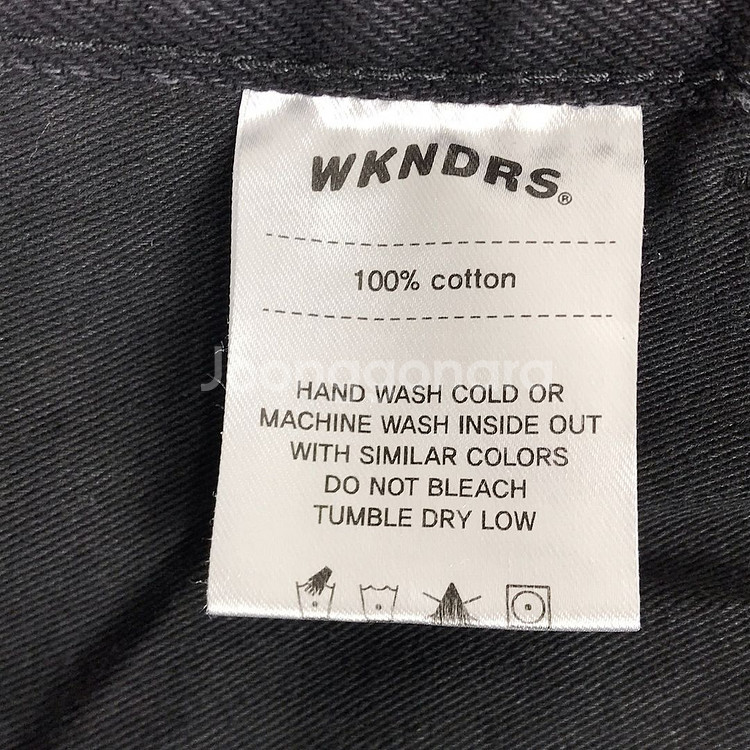 WKNDRS®
100% cotton
Joonggonara
HAND WASH COLD OR
MACHINE WASH INSIDE OUT
WITH SIMILAR COLORS
DO NOT BLEACH
TUMBLE DRY LOW